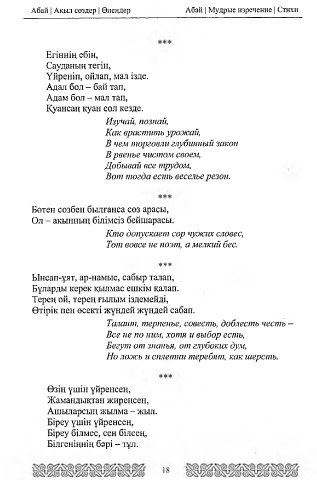 Абай | Ақыл сөздер | Өлеңдер Абай | Мудрые изречение | Стихи
***
Егіннің ебін,
Сауданың тегін,
Үйреніп, ойлап, мал ізде.
Адал бол – бай тап,
Адам бол – мал тап,
Қуансаң қуан сол кезде.
Изучай, познай,
Как врастить урожай,
В чем торговли глубинный закон
В рвенье чистом своем,
Добывай все трудом,
Вот тогда есть веселье резон.
***
Бөтен сөзбен былғанса сөз арасы,
Ол – ақынның білімсіз бейшарасы.
Кто допускает сор чужих словес,
Тот вовсе не поэт, а мелкий бес.
***
Ынсап-ұят, ар-намыс, сабыр талап,
Бұларды керек қылмас ешкім қалап.
Терең ой, терең ғылым іздемейді,
Өтірік пен өсекті жүндей жүндей сабап.
Талант, терпенье, совесть, доблесть честь –
Все не по ним, хотя и выбор есть,
Бегут от знанья, от глубоких дум,
Но ложь и сплетни теребят, как шерсть.
***
Өзің үшін үйренсең,
Жамандықтан жиренсең,
Ашыларсың жылма – жыл.
Біреу үшін үйренсең,
Біреу білмес, сен білсең,
Білгеніңнің бәрі – тұл.
18